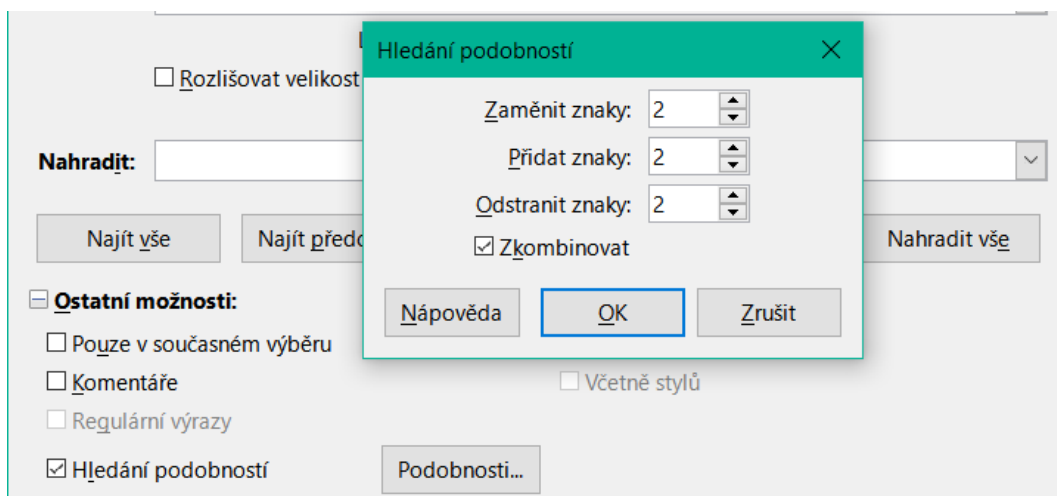 Hledání podobností
Rozlišovat velikost
Zaměnit znaky: 2
Přidat znaky: 2
Nahradit:
Odstranit znaky: 2
Zkombinovat
Najít vše
Najít
Nahradit vše
Ostatní možnosti:
Nápověda
OK
Zrušit
Pouze v současném výběru
Komentáře
Včetně stylů
Regulární výrazy
Hledání podobností
Podobnosti...